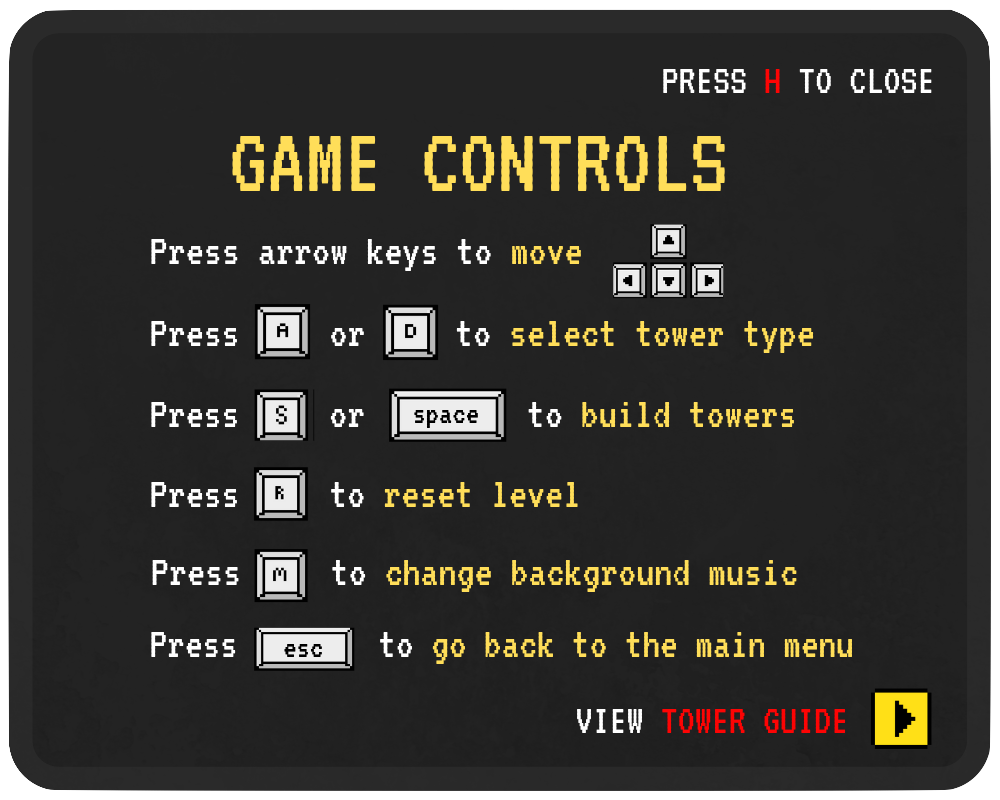 PRESS H TO CLOSE
GAME CONTROLS
Press arrow keys to move
Press A or D to select tower type
Press S or space to build towers
Press R to reset level
Press M to change background music
Press esc to go back to the main menu
VIEW TOWER GUIDE